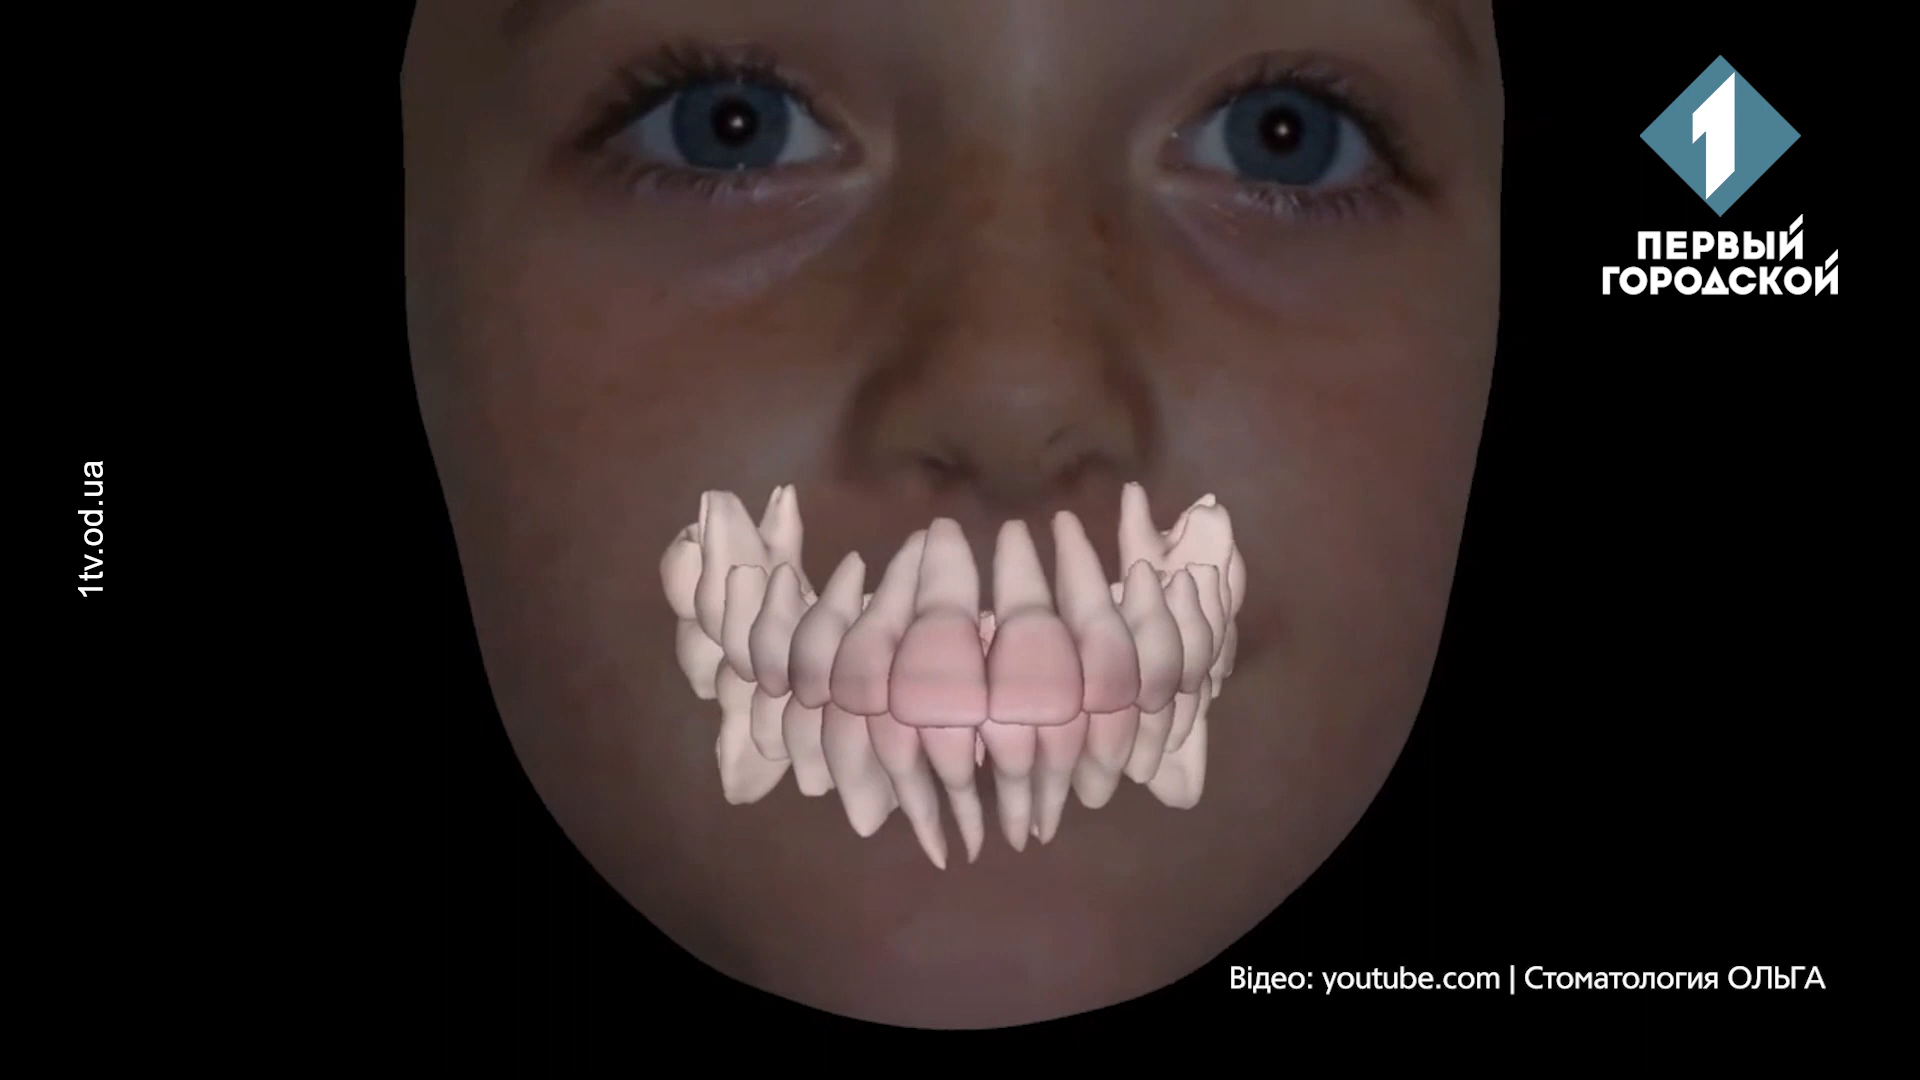 1
ПЕРВЫЙ
ГОРОДСКОЙ
1tv.od.ua
Відео: youtube.com | Стоматология ОЛЬГА